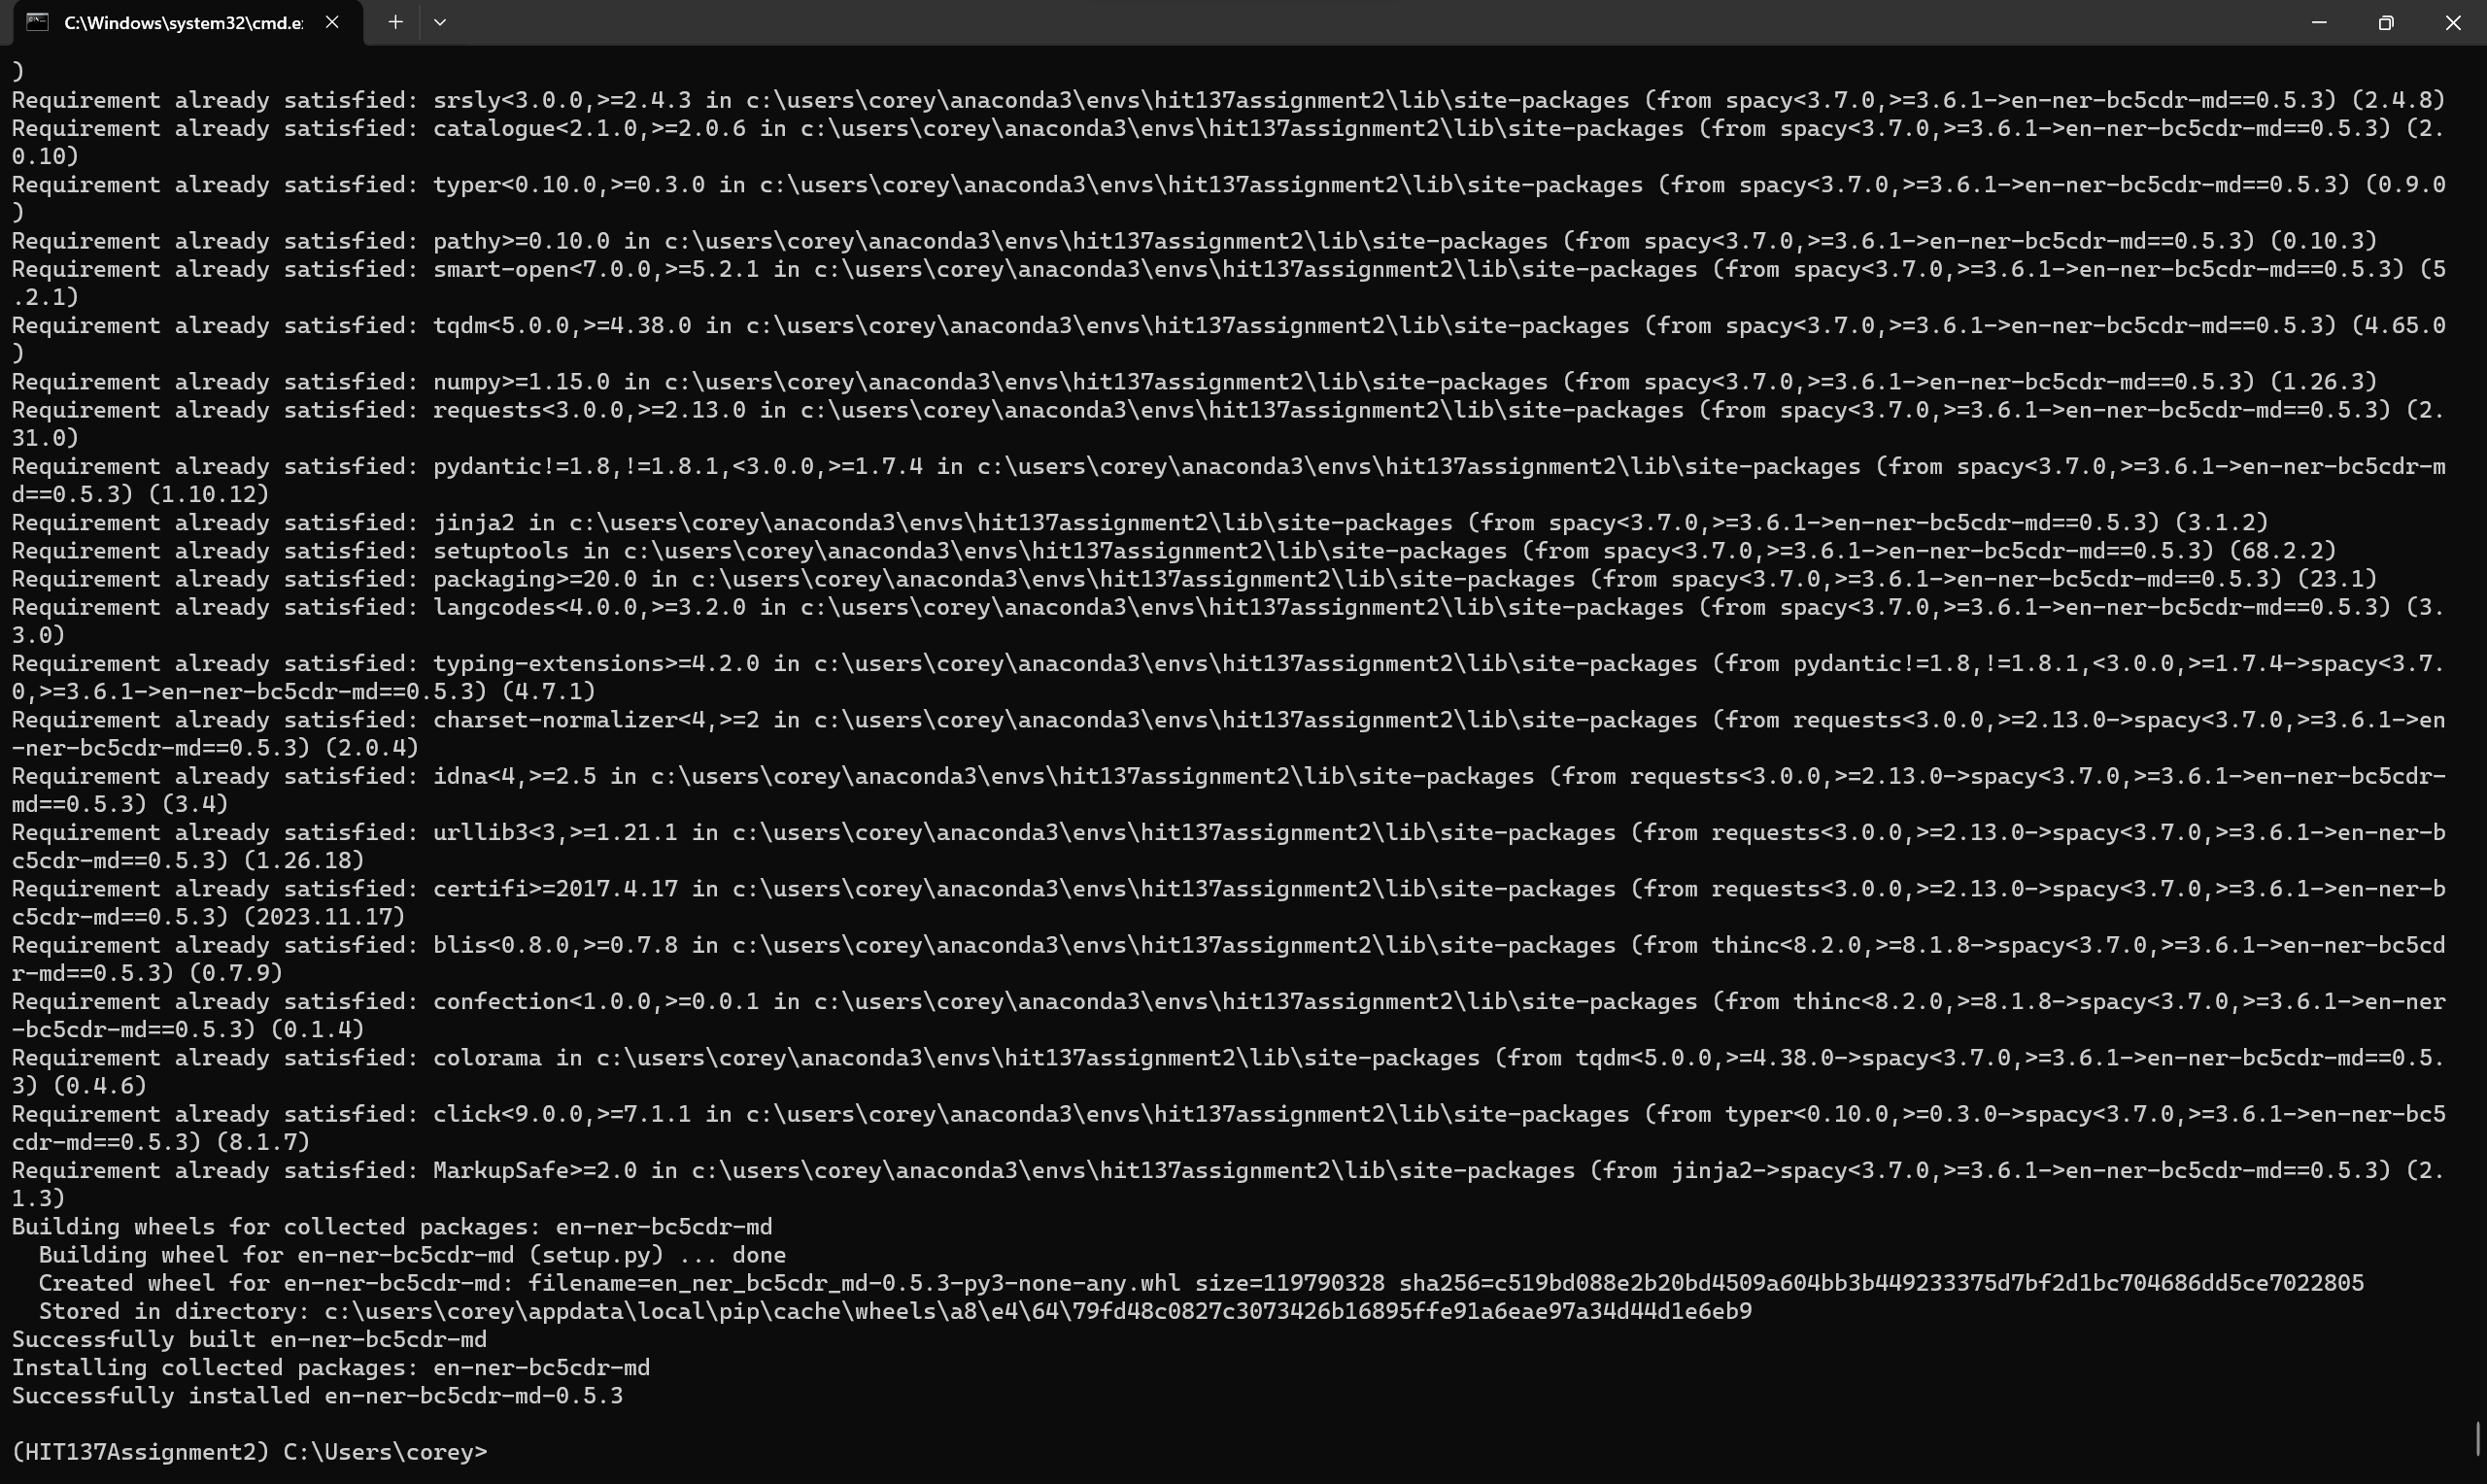 C:\Windows\system32\cmd.e:
)
Requirement already satisfied: srsly<3.0.0,>=2.4.3 in c:\users\corey\anaconda3\envs\hit137assignment2\lib\site-packages (from spacy<3.7.0,>=3.6.1->en-ner-bc5cdr-md==0.5.3) (2.4.8)
Requirement already satisfied: catalogue<2.1.0,>=2.0.6 in c:\users\corey\anaconda3\envs\hit137assignment2\lib\site-packages (from spacy<3.7.0,>=3.6.1->en-ner-bc5cdr-md==0.5.3) (2.
0.10)
Requirement already satisfied: typer<0.10.0,>=0.3.0 in c:\users\corey\anaconda3\envs\hit137assignment2\lib\site-packages (from spacy<3.7.0,>=3.6.1->en-ner-bc5cdr-md==0.5.3) (0.9.0
)
Requirement already satisfied: pathy>=0.10.0 in c:\users\corey\anaconda3\envs\hit137assignment2\lib\site-packages (from spacy<3.7.0,>=3.6.1->en-ner-bc5cdr-md==0.5.3) (0.10.3)
Requirement already satisfied: smart-open<7.0.0,>=5.2.1 in c:\users\corey\anaconda3\envs\hit137assignment2\lib\site-packages (from spacy<3.7.0,>=3.6.1->en-ner-bc5cdr-md==0.5.3) (5
.2.1)
Requirement already satisfied: tqdm<5.0.0,>=4.38.0 in c:\users\corey\anaconda3\envs\hit137assignment2\lib\site-packages (from spacy<3.7.0,>=3.6.1->en-ner-bc5cdr-md==0.5.3) (4.65.0
)
Requirement already satisfied: numpy>=1.15.0 in c:\users\corey\anaconda3\envs\hit137assignment2\lib\site-packages (from spacy<3.7.0,>=3.6.1->en-ner-bc5cdr-md==0.5.3) (1.26.3)
Requirement already satisfied: requests<3.0.0,>=2.13.0 in c:\users\corey\anaconda3\envs\hit137assignment2\lib\site-packages (from spacy<3.7.0,>=3.6.1->en-ner-bc5cdr-md==0.5.3) (2.
31.0)
Requirement already satisfied: pydantic!=1.8,!=1.8.1,<3.0.0,>=1.7.4 in c:\users\corey\anaconda3\envs\hit137assignment2\lib\site-packages (from spacy<3.7.0,>=3.6.1->en-ner-bc5cdr-m
d==0.5.3) (1.10.12)
Requirement already satisfied: jinja2 in c:\users\corey\anaconda3\envs\hit137assignment2\lib\site-packages (from spacy<3.7.0,>=3.6.1->en-ner-bc5cdr-md==0.5.3) (3.1.2)
Requirement already satisfied: setuptools in c:\users\corey\anaconda3\envs\hit137assignment2\lib\site-packages (from spacy<3.7.0,>=3.6.1->en-ner-bc5cdr-md==0.5.3) (68.2.2)
Requirement already satisfied: packaging>=20.0 in c:\users\corey\anaconda3\envs\hit137assignment2\lib\site-packages (from spacy<3.7.0,>=3.6.1->en-ner-bc5cdr-md==0.5.3) (23.1)
Requirement already satisfied: langcodes<4.0.0,>=3.2.0 in c:\users\corey\anaconda3\envs\hit137assignment2\lib\site-packages (from spacy<3.7.0,>=3.6.1->en-ner-bc5cdr-md==0.5.3) (3.
3.0)
Requirement already satisfied: typing-extensions>=4.2.0 in c:\users\corey\anaconda3\envs\hit137assignment2\lib\site-packages (from pydantic!=1.8,!=1.8.1,<3.0.0,>=1.7.4->spacy<3.7.
0,>=3.6.1->en-ner-bc5cdr-md==0.5.3) (4.7.1)
Requirement already satisfied: charset-normalizer<4,>=2 in c:\users\corey\anaconda3\envs\hit137assignment2\lib\site-packages (from requests<3.0.0,>=2.13.0->spacy<3.7.0,>=3.6.1->en
-ner-bc5cdr-md==0.5.3) (2.0.4)
Requirement already satisfied: idna<4,>=2.5 in c:\users\corey\anaconda3\envs\hit137assignment2\lib\site-packages (from requests<3.0.0,>=2.13.0->spacy<3.7.0,>=3.6.1->en-ner-bc5cdr-
md==0.5.3) (3.4)
Requirement already satisfied: urllib3<3,>=1.21.1 in c:\users\corey\anaconda3\envs\hit137assignment2\lib\site-packages (from requests<3.0.0,>=2.13.0->spacy<3.7.0,>=3.6.1->en-ner-b
c5cdr-md==0.5.3) (1.26.18)
Requirement already satisfied: certifi>=2017.4.17 in c:\users\corey\anaconda3\envs\hit137assignment2\lib\site-packages (from requests<3.0.0,>=2.13.0->spacy<3.7.0,>=3.6.1->en-ner-b
c5cdr-md==0.5.3) (2023.11.17)
Requirement already satisfied: blis<0.8.0,>=0.7.8 in c:\users\corey\anaconda3\envs\hit137assignment2\lib\site-packages (from thinc<8.2.0,>=8.1.8->spacy<3.7.0,>=3.6.1->en-ner-bc5cd
r-md==0.5.3) (0.7.9)
Requirement already satisfied: confection<1.0.0,>=0.0.1 in c:\users\corey\anaconda3\envs\hit137assignment2\lib\site-packages (from thinc<8.2.0,>=8.1.8->spacy<3.7.0,>=3.6.1->en-ner
-bc5cdr-md==0.5.3) (0.1.4)
Requirement already satisfied: colorama in c:\users\corey\anaconda3\envs\hit137assignment2\lib\site-packages (from tqdm<5.0.0,>=4.38.0->spacy<3.7.0,>=3.6.1->en-ner-bc5cdr-md==0.5.
3) (0.4.6)
Requirement already satisfied: click<9.0.0,>=7.1.1 in c:\users\corey\anaconda3\envs\hit137assignment2\lib\site-packages (from typer<0.10.0,>=0.3.0->spacy<3.7.0,>=3.6.1->en-ner-bc5
cdr-md==0.5.3) (8.1.7)
Requirement already satisfied: MarkupSafe>=2.0 in c:\users\corey\anaconda3\envs\hit137assignment2\lib\site-packages (from jinja2->spacy<3.7.0,>=3.6.1->en-ner-bc5cdr-md==0.5.3) (2.
1.3)
Building wheels for collected packages: en-ner-bc5cdr-md
  Building wheel for en-ner-bc5cdr-md (setup.py) ... done
  Created wheel for en-ner-bc5cdr-md: filename=en_ner_bc5cdr_md-0.5.3-py3-none-any.whl size=119790328 sha256=c519bd088e2b20bd4509a604bb3b449233375d7bf2d1bc704686dd5ce7022805
  Stored in directory: c:\users\corey\appdata\local\pip\cache\wheels\a8\e4\64\79fd48c0827c3073426b16895ffe91a6eae97a34d44d1e6eb9
Successfully built en-ner-bc5cdr-md
Installing collected packages: en-ner-bc5cdr-md
Successfully installed en-ner-bc5cdr-md-0.5.3
(HIT137Assignment2) C:\Users\corey>